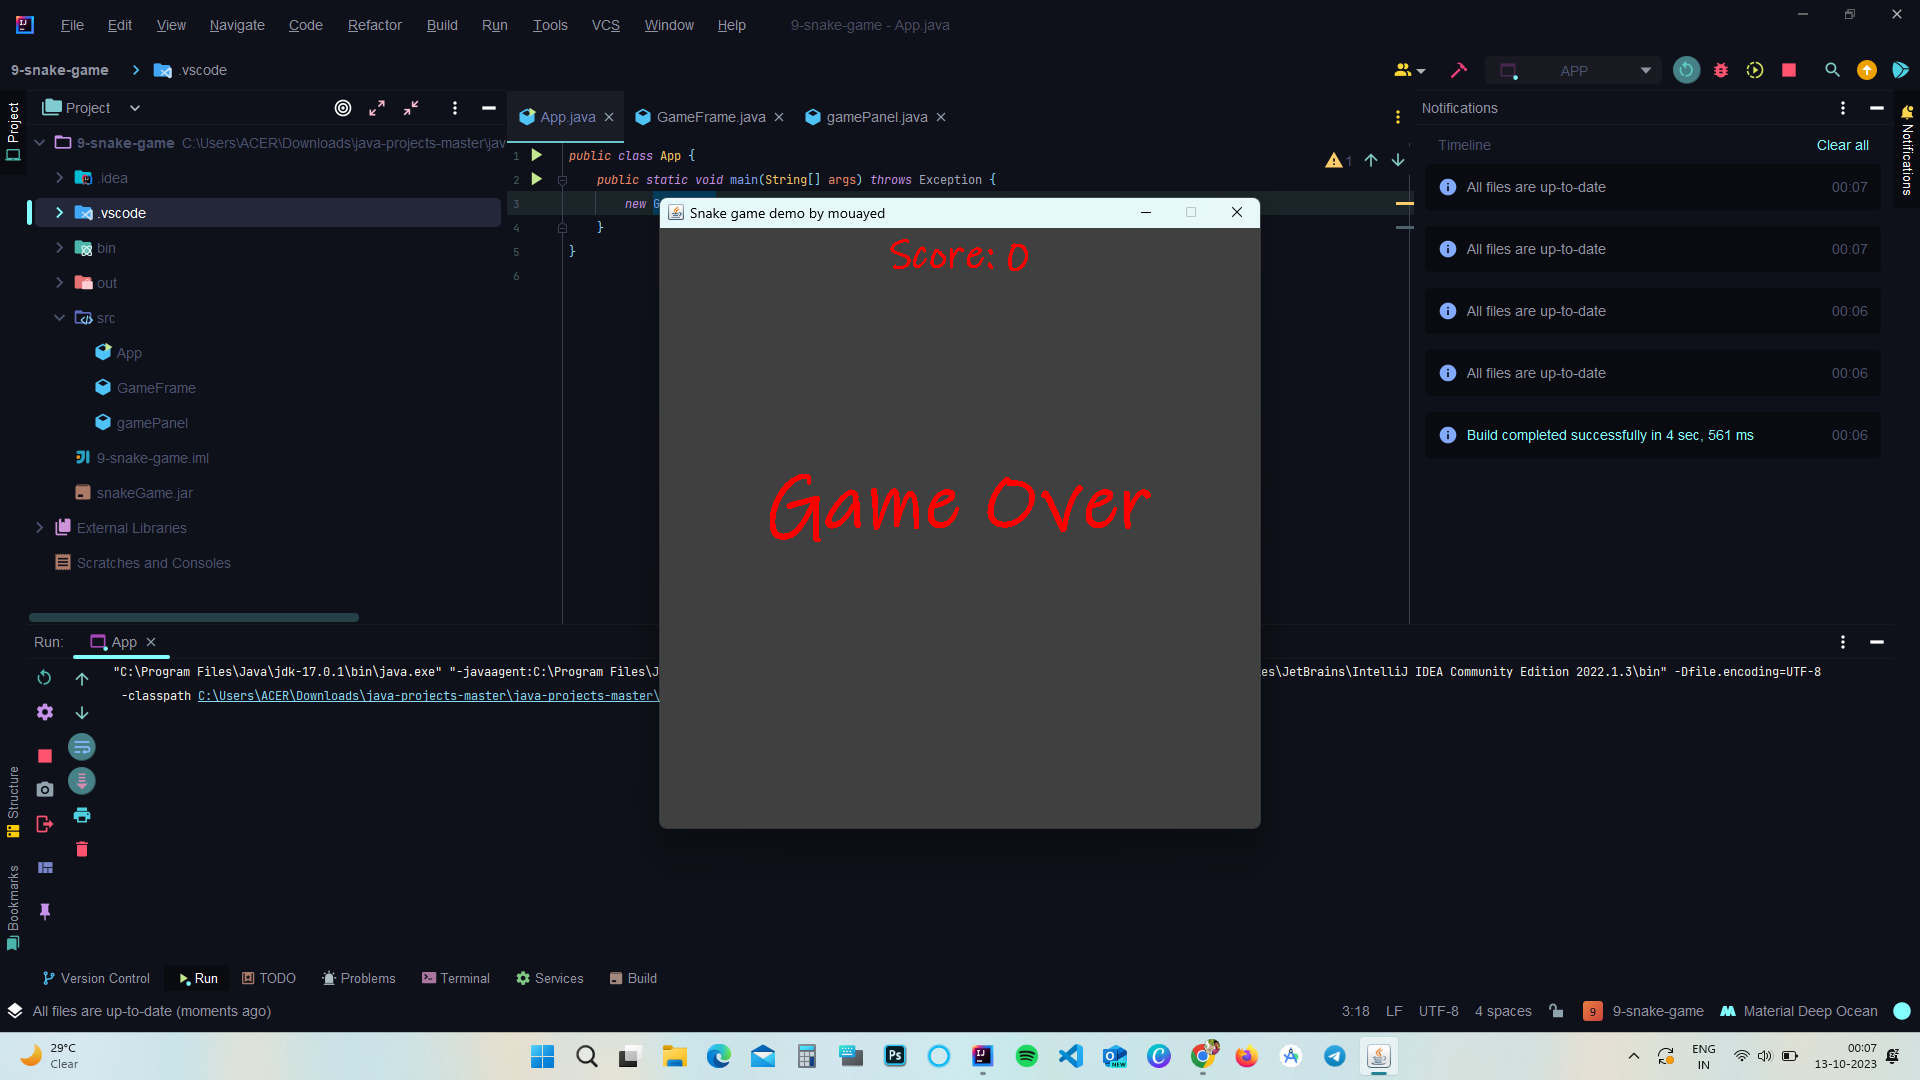 File Edit View Navigate Code Refactor Build Run Tools VCS Window Help 9-snake-game - App.java
9-snake-game .vscode
APP
Project
Project
9-snake-game C:\Users\ACER\Downloads\java-projects-master\jav
.idea
.vscode
bin
out
src
App
GameFrame
gamePanel
9-snake-game.iml
snakeGame.jar
External Libraries
Scratches and Consoles
App.java GameFrame.java gamePanel.java
1 public class App {
2 public static void main(String[] args) throws Exception {
3 new G
4 }
5 }
6
1
Snake game demo by mouayed
Score: 0
Game Over
Notifications
Notifications
Timeline Clear all
All files are up-to-date 00:07
All files are up-to-date 00:07
All files are up-to-date 00:06
All files are up-to-date 00:06
Build completed successfully in 4 sec, 561 ms 00:06
Run: App
"C:\Program Files\Java\jdk-17.0.1\bin\java.exe" "-javaagent:C:\Program Files\J es\JetBrains\IntelliJ IDEA Community Edition 2022.1.3\bin" -Dfile.encoding=UTF-8
-classpath C:\Users\ACER\Downloads\java-projects-master\java-projects-master\
Structure
Bookmarks
Version Control Run TODO Problems Terminal Services Build
All files are up-to-date (moments ago)
3:18 LF UTF-8 4 spaces 9 9-snake-game Material Deep Ocean
29°C
Clear
Ps
IJ
NEW
ENG
IN
00:07
13-10-2023